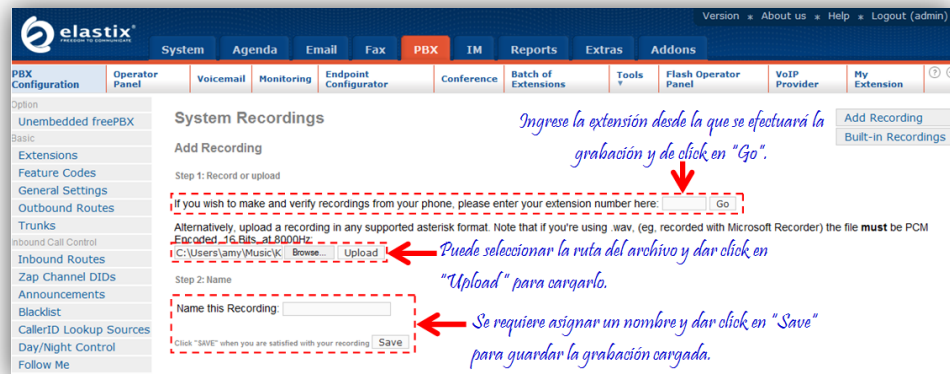 Version * About us * Help * Logout (admin)
elastix
FREEDOM TO COMMUNICATE
System Agenda Email Fax PBX IM Reports Extras Addons
PBX Configuration Operator Panel Voicemail Monitoring Endpoint Configurator Conference Batch of Extensions Tools Flash Operator Panel VoIP Provider My Extension
Option
Unembedded freePBX
Basic
Extensions
Feature Codes
General Settings
Outbound Routes
Trunks
Inbound Call Control
Inbound Routes
Zap Channel DIDs
Announcements
Blacklist
CallerID Lookup Sources
Day/Night Control
Follow Me
System Recordings
Add Recording
Step 1: Record or upload
If you wish to make and verify recordings from your phone, please enter your extension number here: Go
Alternatively, upload a recording in any supported asterisk format. Note that if you're using .wav, (eg, recorded with Microsoft Recorder) the file must be PCM
Encoded, 16 Bits, at 8000Hz
C:\Users\amy\Music\K Browse... Upload
Step 2: Name
Name this Recording:
Click "SAVE" when you are satisfied with your recording Save
Ingrese la extensión desde la que se efectuará la
grabación y de click en "Go".
Puede seleccionar la ruta del archivo y dar click en
"Upload" para cargarlo.
Se requiere asignar un nombre y dar click en "Save"
para guardar la grabación cargada.
Add Recording
Built-in Recordings